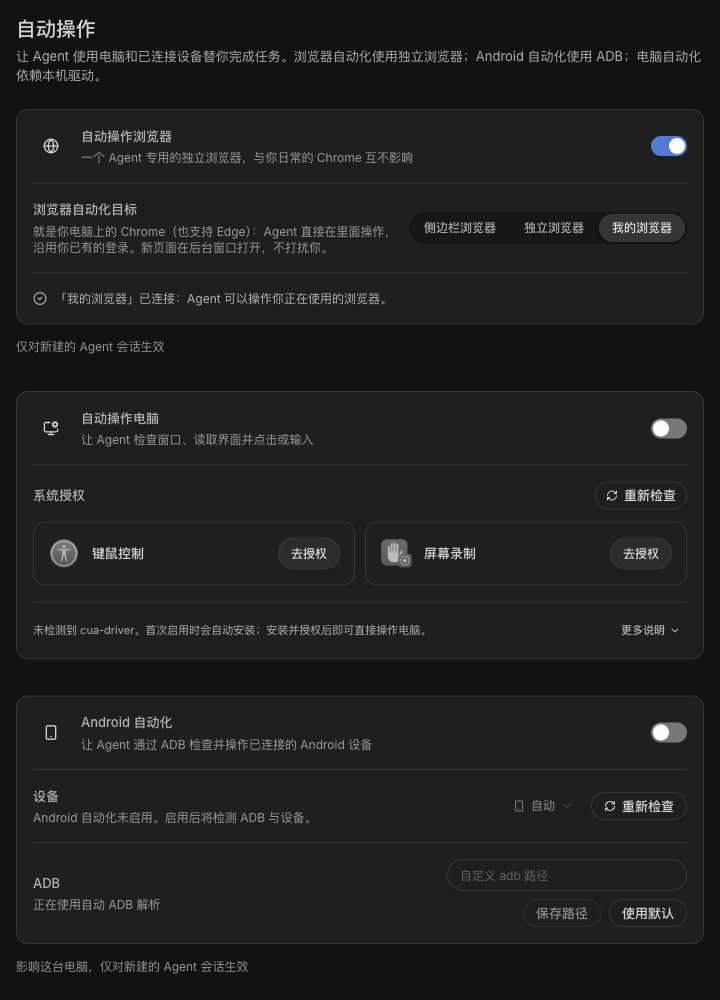 自动操作
让 Agent 使用电脑和已连接设备替你完成任务。浏览器自动化使用独立浏览器；Android 自动化使用 ADB；电脑自动化
依赖本机驱动。
自动操作浏览器
一个 Agent 专用的独立浏览器，与你日常的 Chrome 互不影响
浏览器自动化目标
就是你电脑上的 Chrome（也支持 Edge）：Agent 直接在里面操作，
沿用你已有的登录。新页面在后台窗口打开，不打扰你。
侧边栏浏览器 独立浏览器 我的浏览器
「我的浏览器」已连接：Agent 可以操作你正在使用的浏览器。
仅对新建的 Agent 会话生效
自动操作电脑
让 Agent 检查窗口、读取界面并点击或输入
系统授权 重新检查
键鼠控制 去授权 屏幕录制 去授权
未检测到 cua-driver。首次启用时会自动安装；安装并授权后即可直接操作电脑。 更多说明
Android 自动化
让 Agent 通过 ADB 检查并操作已连接的 Android 设备
设备
Android 自动化未启用。启用后将检测 ADB 与设备。
自动 重新检查
ADB
正在使用自动 ADB 解析
自定义 adb 路径
保存路径 使用默认
影响这台电脑，仅对新建的 Agent 会话生效